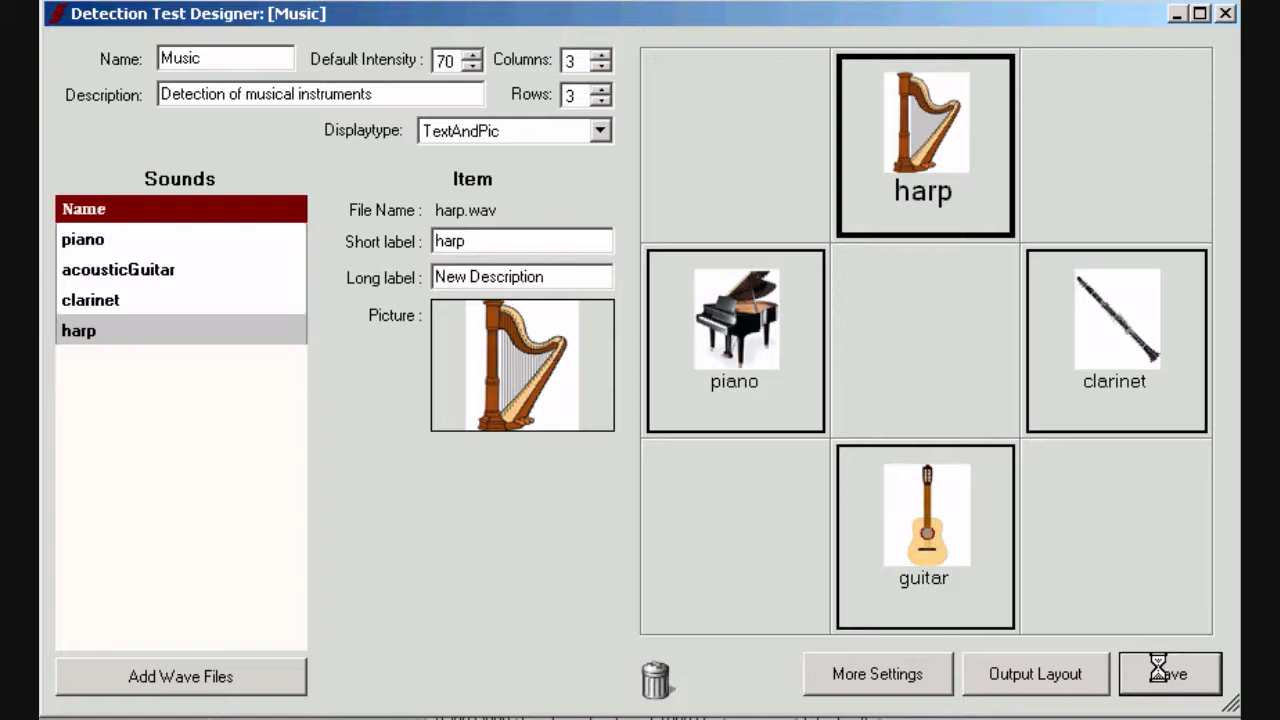 Detection Test Designer: [Music]
Name: Music Default Intensity : 70 Columns: 3
Description: Detection of musical instruments Rows: 3
Displaytype: TextAndPic
Sounds
Name
piano
acousticGuitar
clarinet
harp
Add Wave Files
Item
File Name : harp.wav
Short label : harp
Long label : New Description
Picture :
harp
piano
clarinet
guitar
More Settings
Output Layout